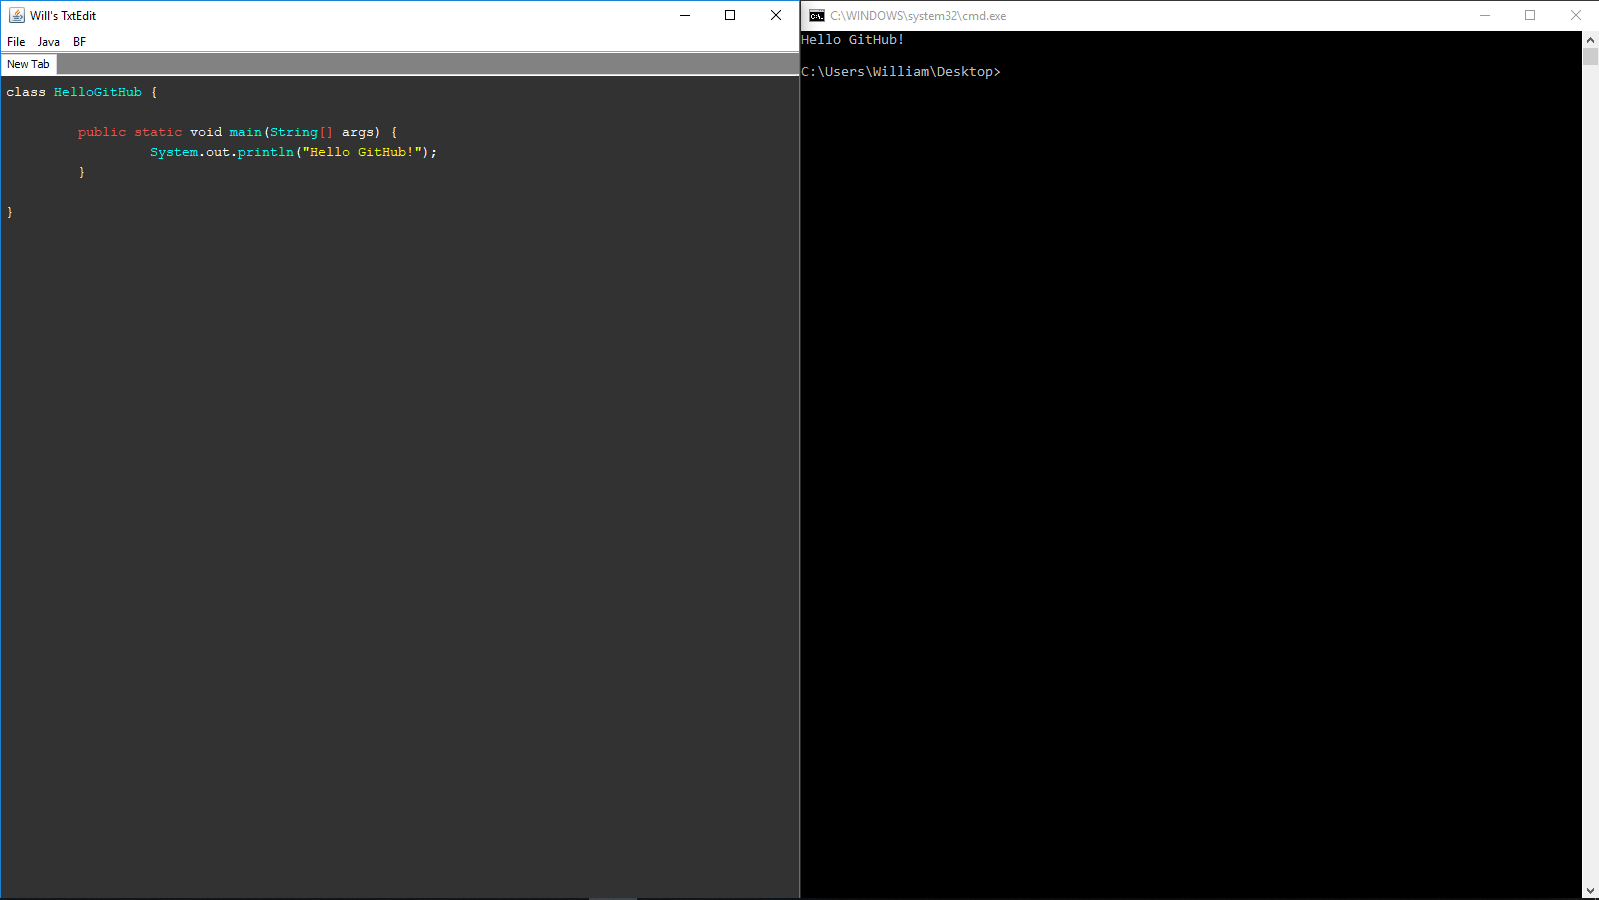 Will's TxtEdit
File Java BF
New Tab
class HelloGitHub {
public static void main(String[] args) {
System.out.println("Hello GitHub!");
}
}
C:\WINDOWS\system32\cmd.exe
Hello GitHub!
C:\Users\William\Desktop>